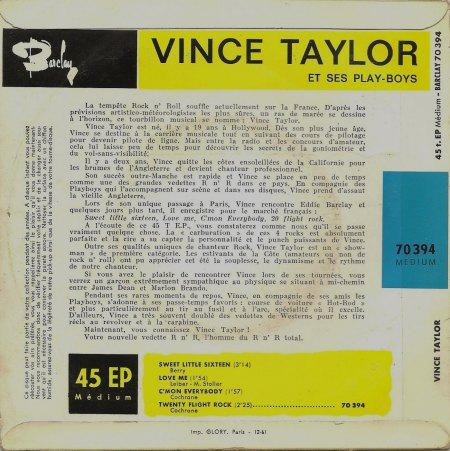 Barclay
VINCE TAYLOR
ET SES PLAY-BOYS
45 t. EP Médium - BARCLAY 70 394
La tempête Rock n' Roll souffle actuellement sur la France. D'après les
prévisions artistico-météorologistes les plus sûres, un ras de marée se dessine
à l'horizon, ce tourbillon musical se nomme : Vince Taylor.
Vince Taylor est né, il y a 19 ans à Hollywood. Dès son plus jeune âge,
Vince se destine à la carrière musicale tout en suivant des cours de pilotage
pour devenir pilote de ligne. Mais entre la radio et les concours d'amateur,
cela lui laisse peu de temps pour découvrir les secrets de la goniométrie et
du vol-sans-visibilité.
Il y a deux ans, Vince quitte les côtes ensoleillées de la Californie pour
les brumes de l'Angleterre et devient chanteur professionnel.
Son succès outre-Manche est rapide et Vince se place en peu de temps
comme une des grandes vedettes R n' R dans ce pays. En compagnie des
Playboys qui l'accompagnent sur scène et dans ses disques, Vince prend d'assaut
la vieille Angleterre.
Lors de son unique passage à Paris, Vince rencontre Eddie Barclay et
quelques jours plus tard, il enregistre pour le marché français :
Sweet little sixteen, Love me, C'mon Everybody, 20 flight rock.
A l'écoute de ce 45 T E.P., vous constaterez comme nous qu'il se passe
vraiment quelque chose. La « carburation » de ces 4 rocks est absolument
parfaite et la rire a su capter la personnalité et le punch puissants de Vince.
Outre ses qualités uniques de chanteur Rock, Vince Taylor est un « show-
man » de première catégorie. Les estivants de la Côte (amateurs ou non de
rock n' roll) ont pu apprécier cet été la souplesse, le dynamisme et le rythme
de notre chanteur.
Si vous avez le plaisir de rencontrer Vince lors de ses tournées, vous
verrez un garçon extrêmement sympathique au physique se situant à mi-chemin
entre James Dean et Marlon Brando.
Pendant ses rares moments de repos, Vince, en compagnie de ses amis les
Playboys, s'adonne à ses passe-temps favoris : course de voiture « Hot-Rod »
et plus particulièrement au tir au fusil et à l'arc, spécialité où il excelle.
D'ailleurs, Vince a très souvent doublé des vedettes de Westerns pour les tirs
réels au revolver et à la carabine.
Maintenant, vous connaissez Vince Taylor !
Votre nouvelle vedette R n' R, l'homme du R n' R total.
70 394
MEDIUM
VINCE TAYLOR
45 EP
Médium
SWEET LITTLE SIXTEEN (3'14)
Berry
LOVE ME (1'54)
Leiber - M. Stoller
C'MON EVERYBODY (1'57)
Cochrane
TWENTY FLIGHT ROCK (2'25) 70 394
Cochrane
Imp. GLORY. Paris - 12-61